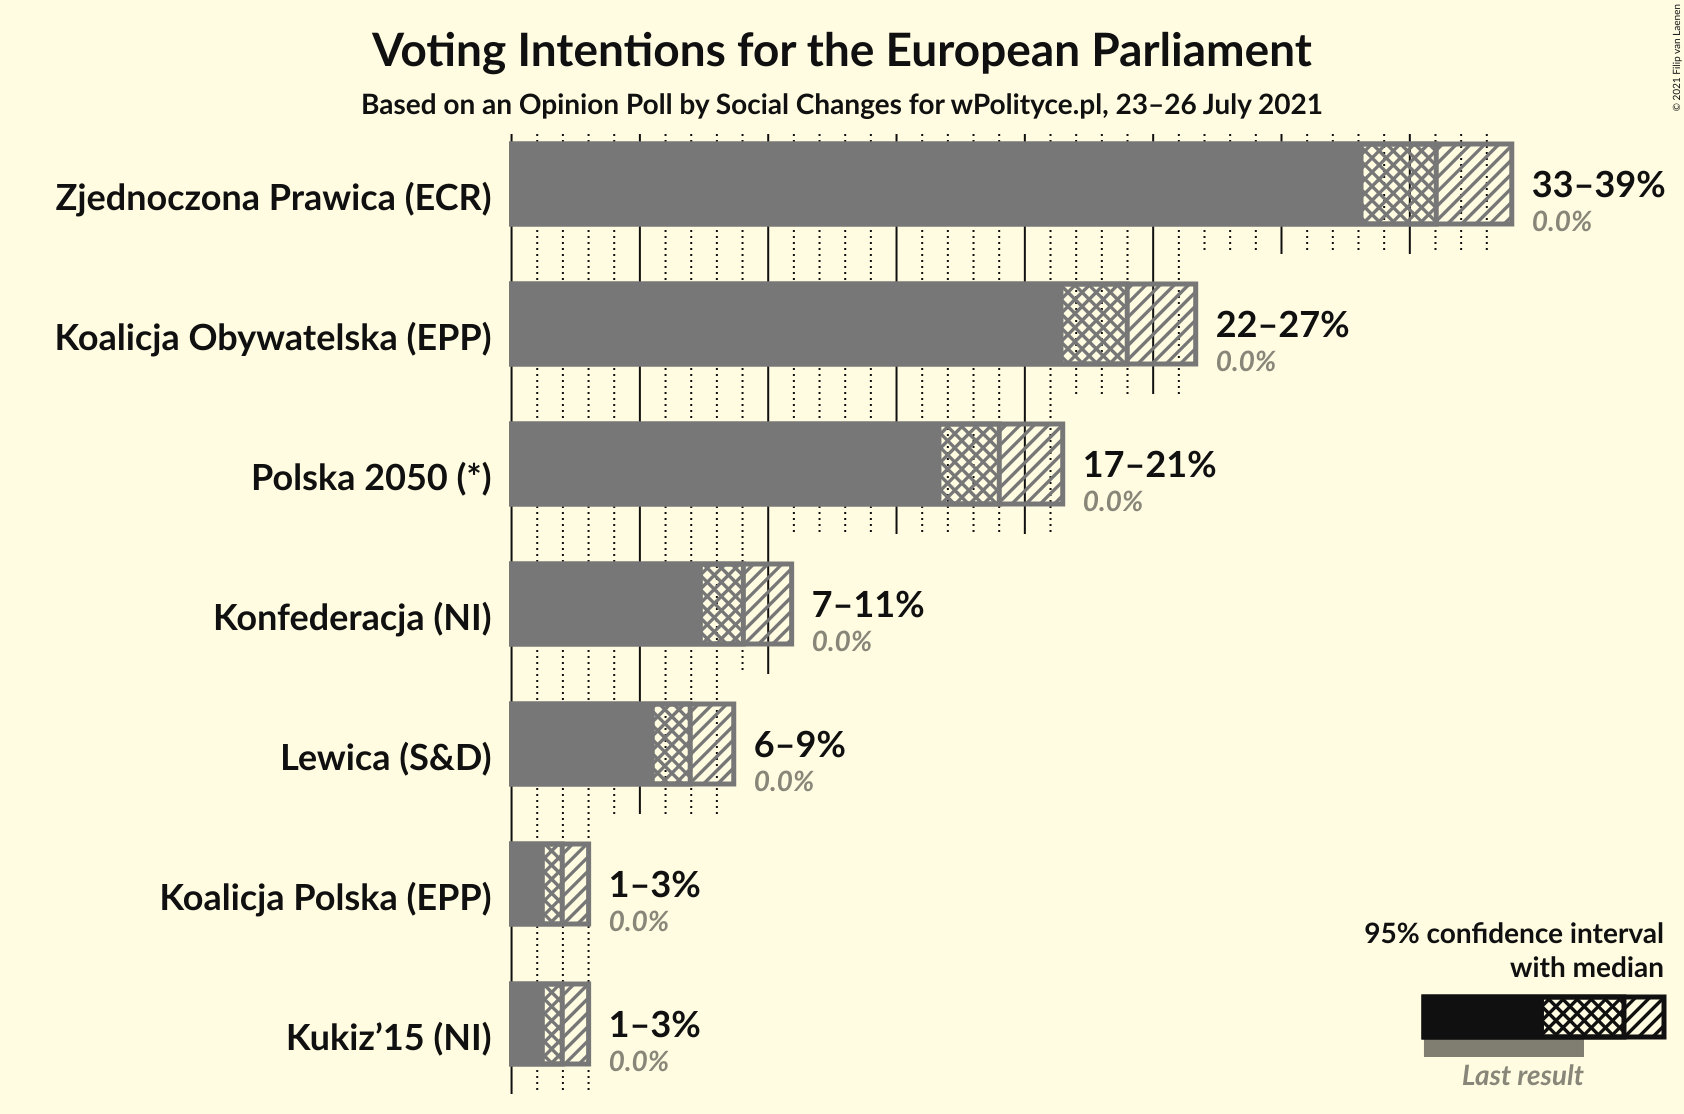 Voting Intentions for the European Parliament
Based on an Opinion Poll by Social Changes for wPolityce.pl, 23–26 July 2021
© 2021 Filip van Laenen
Zjednoczona Prawica (ECR)
33–39%
0.0%
Koalicja Obywatelska (EPP)
22–27%
0.0%
Polska 2050 (*)
17–21%
0.0%
Konfederacja (NI)
7–11%
0.0%
Lewica (S&D)
6–9%
0.0%
Koalicja Polska (EPP)
1–3%
0.0%
Kukiz’15 (NI)
1–3%
0.0%
95% confidence interval
with median
Last result